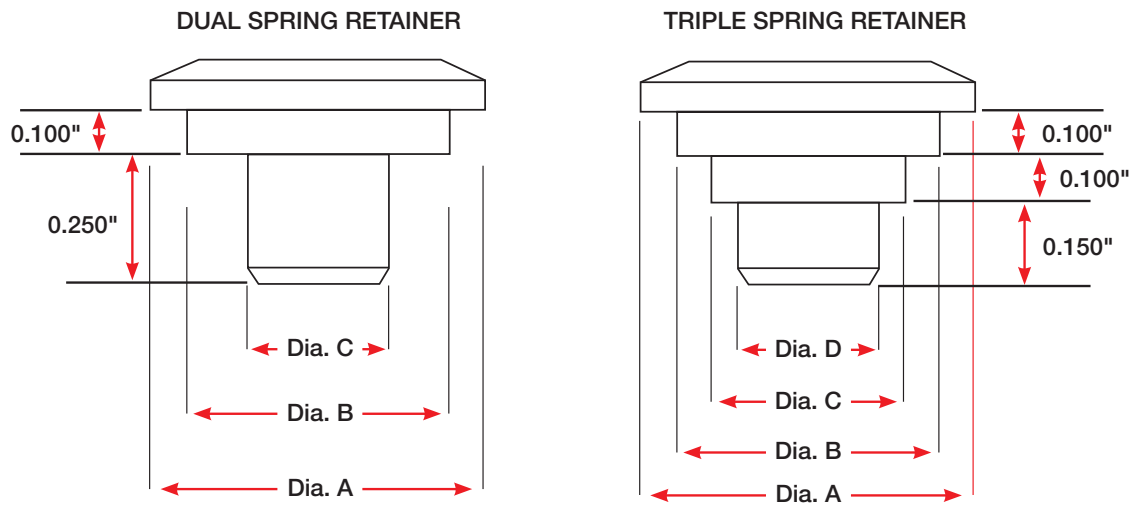 DUAL SPRING RETAINER
0.100"
0.250"
Dia. C
Dia. B
Dia. A
TRIPLE SPRING RETAINER
0.100"
0.100"
0.150"
Dia. D
Dia. C
Dia. B
Dia. A